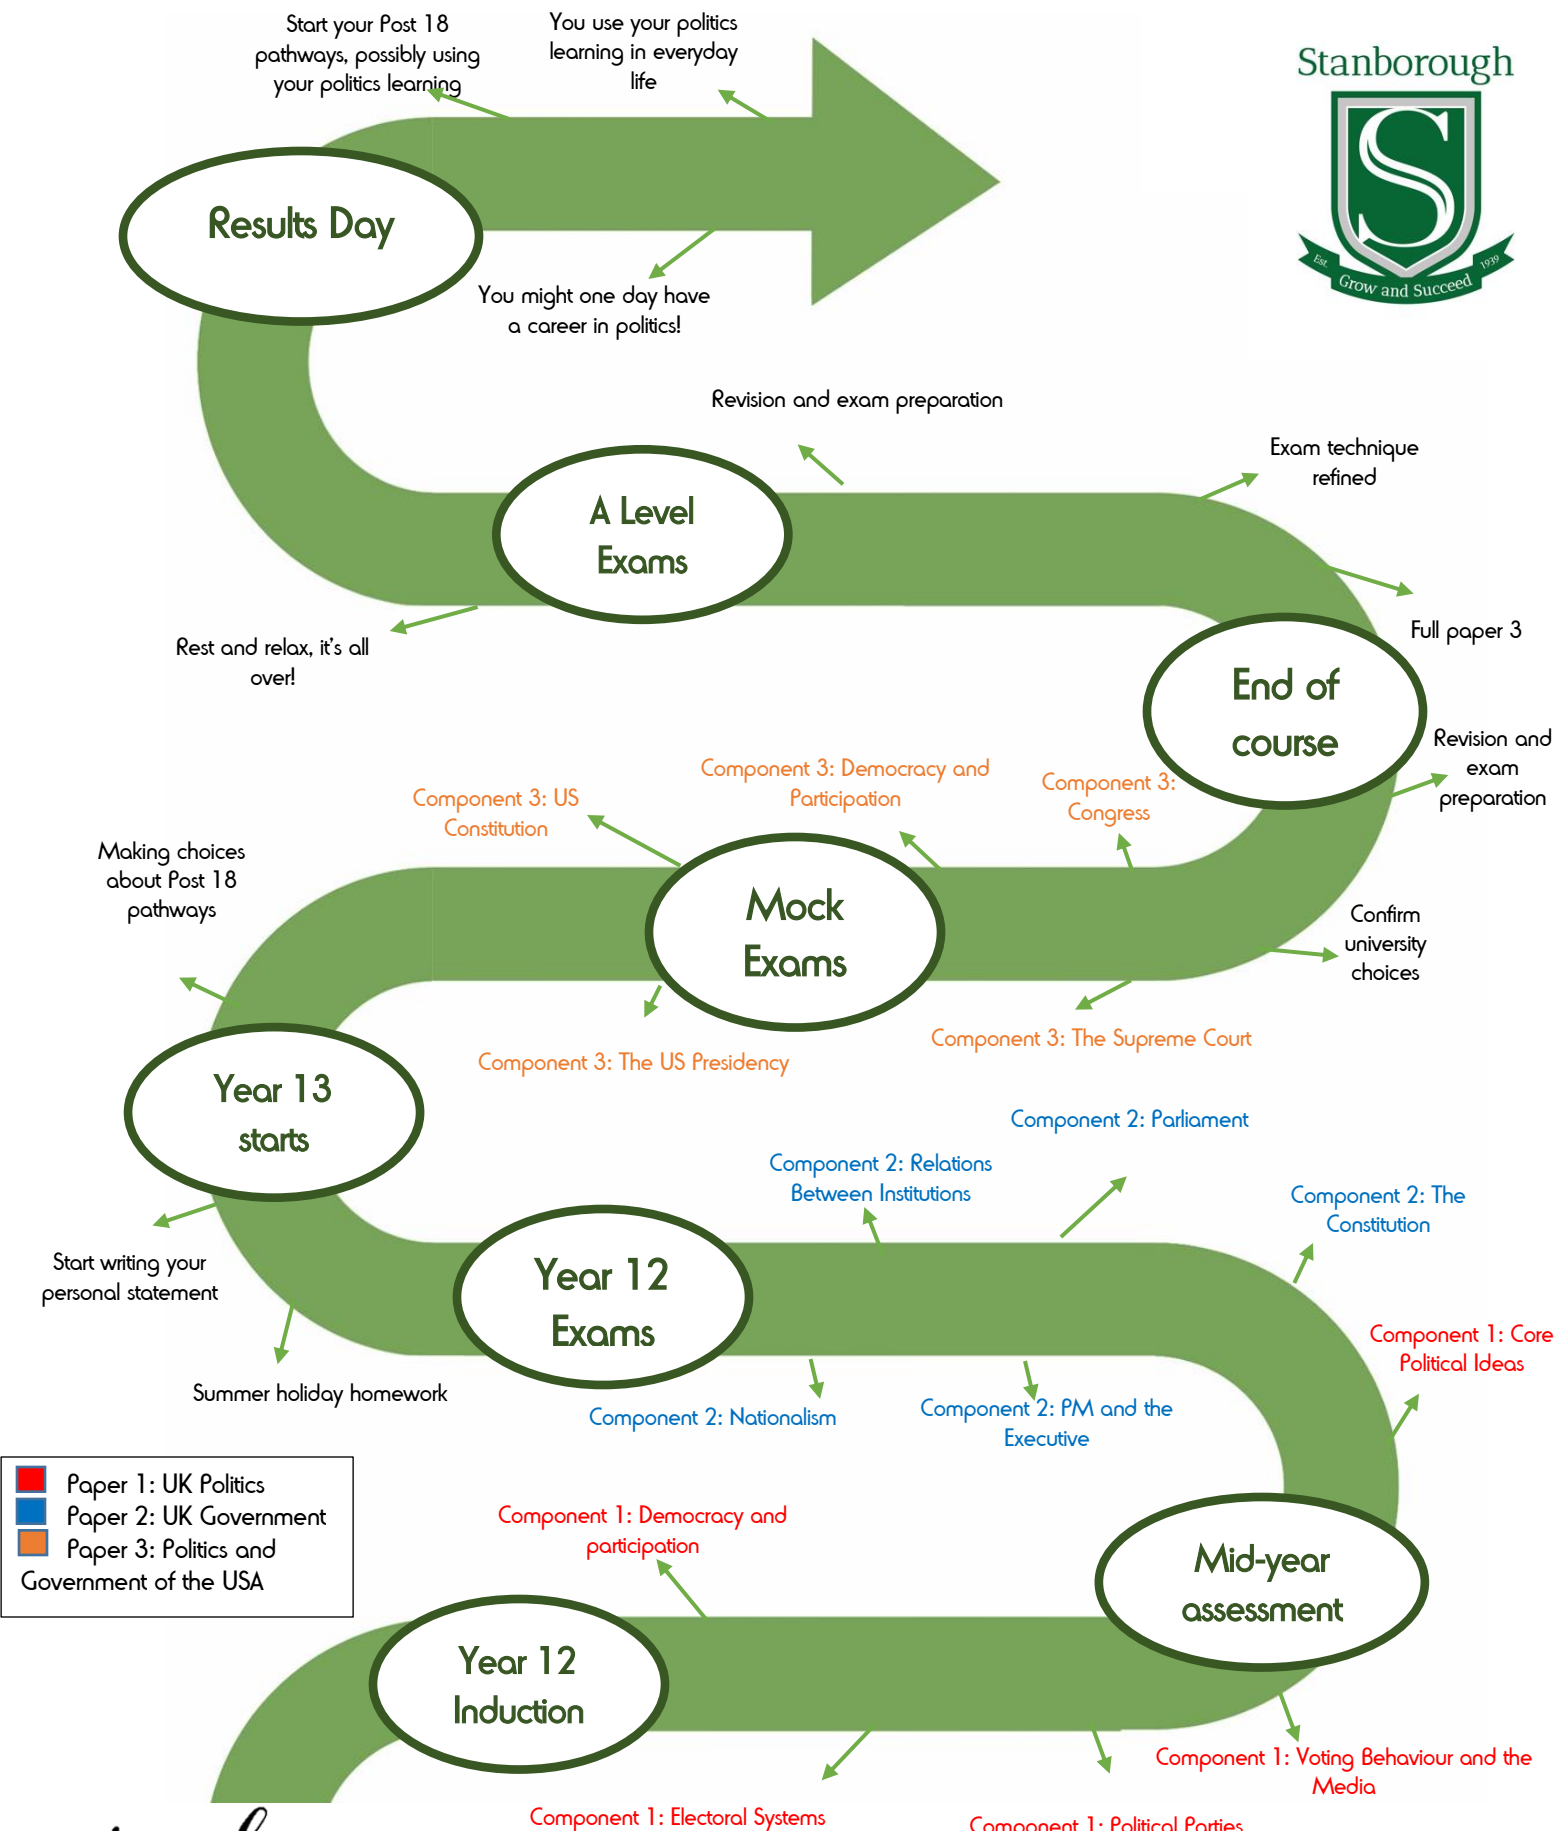 Start your Post 18
pathways, possibly using
your politics learning
You use your politics
learning in everyday
life
Stanborough
S
Est.
1939
Grow and Succeed
Results Day
You might one day have
a career in politics!
Revision and exam preparation
Exam technique
refined
A Level
Exams
Full paper 3
Rest and relax, it's all
over!
End of
course
Revision and
exam
preparation
Component 3: US
Constitution
Component 3: Democracy and
Participation
Component 3:
Congress
Making choices
about Post 18
pathways
Mock
Exams
Confirm
university
choices
Component 3: The US Presidency
Component 3: The Supreme Court
Year 13
starts
Component 2: Parliament
Component 2: Relations
Between Institutions
Component 2: The
Constitution
Start writing your
personal statement
Year 12
Exams
Component 1: Core
Political Ideas
Summer holiday homework
Component 2: Nationalism
Component 2: PM and the
Executive
Paper 1: UK Politics
Paper 2: UK Government
Paper 3: Politics and
Government of the USA
Component 1: Democracy and
participation
Mid-year
assessment
Year 12
Induction
Component 1: Voting Behaviour and the
Media
Component 1: Electoral Systems
Component 1: Political Parties